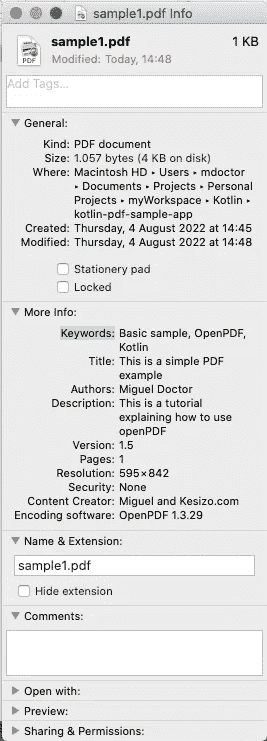 sample1.pdf Info
PDF
sample1.pdf 1 KB
Modified: Today, 14:48
Add Tags...
General:
Kind: PDF document
Size: 1.057 bytes (4 KB on disk)
Where: Macintosh HD ▸ Users ▸ mdoctor
▸ Documents ▸ Projects ▸ Personal
Projects ▸ myWorkspace ▸ Kotlin ▸
kotlin-pdf-sample-app
Created: Thursday, 4 August 2022 at 14:45
Modified: Thursday, 4 August 2022 at 14:48
Stationery pad
Locked
More Info:
Keywords: Basic sample, OpenPDF,
Kotlin
Title: This is a simple PDF
example
Authors: Miguel Doctor
Description: This is a tutorial
explaining how to use
openPDF
Version: 1.5
Pages: 1
Resolution: 595×842
Security: None
Content Creator: Miguel and Kesizo.com
Encoding software: OpenPDF 1.3.29
Name & Extension:
sample1.pdf
Hide extension
Comments:
Open with:
Preview:
Sharing & Permissions: